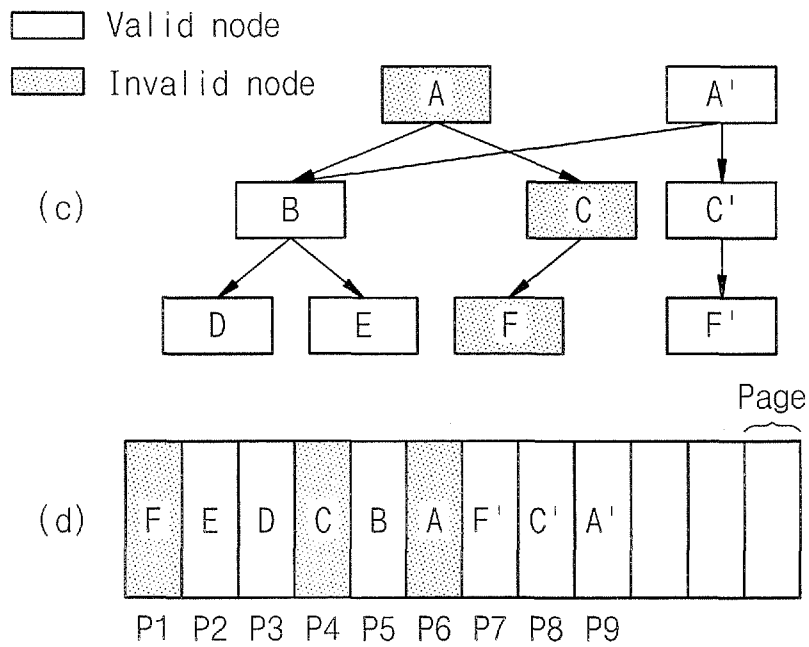 Valid node
Invalid node
(c)
A A'
B C C'
D E F F'
Page
(d)
F E D C B A F' C' A'
P1 P2 P3 P4 P5 P6 P7 P8 P9